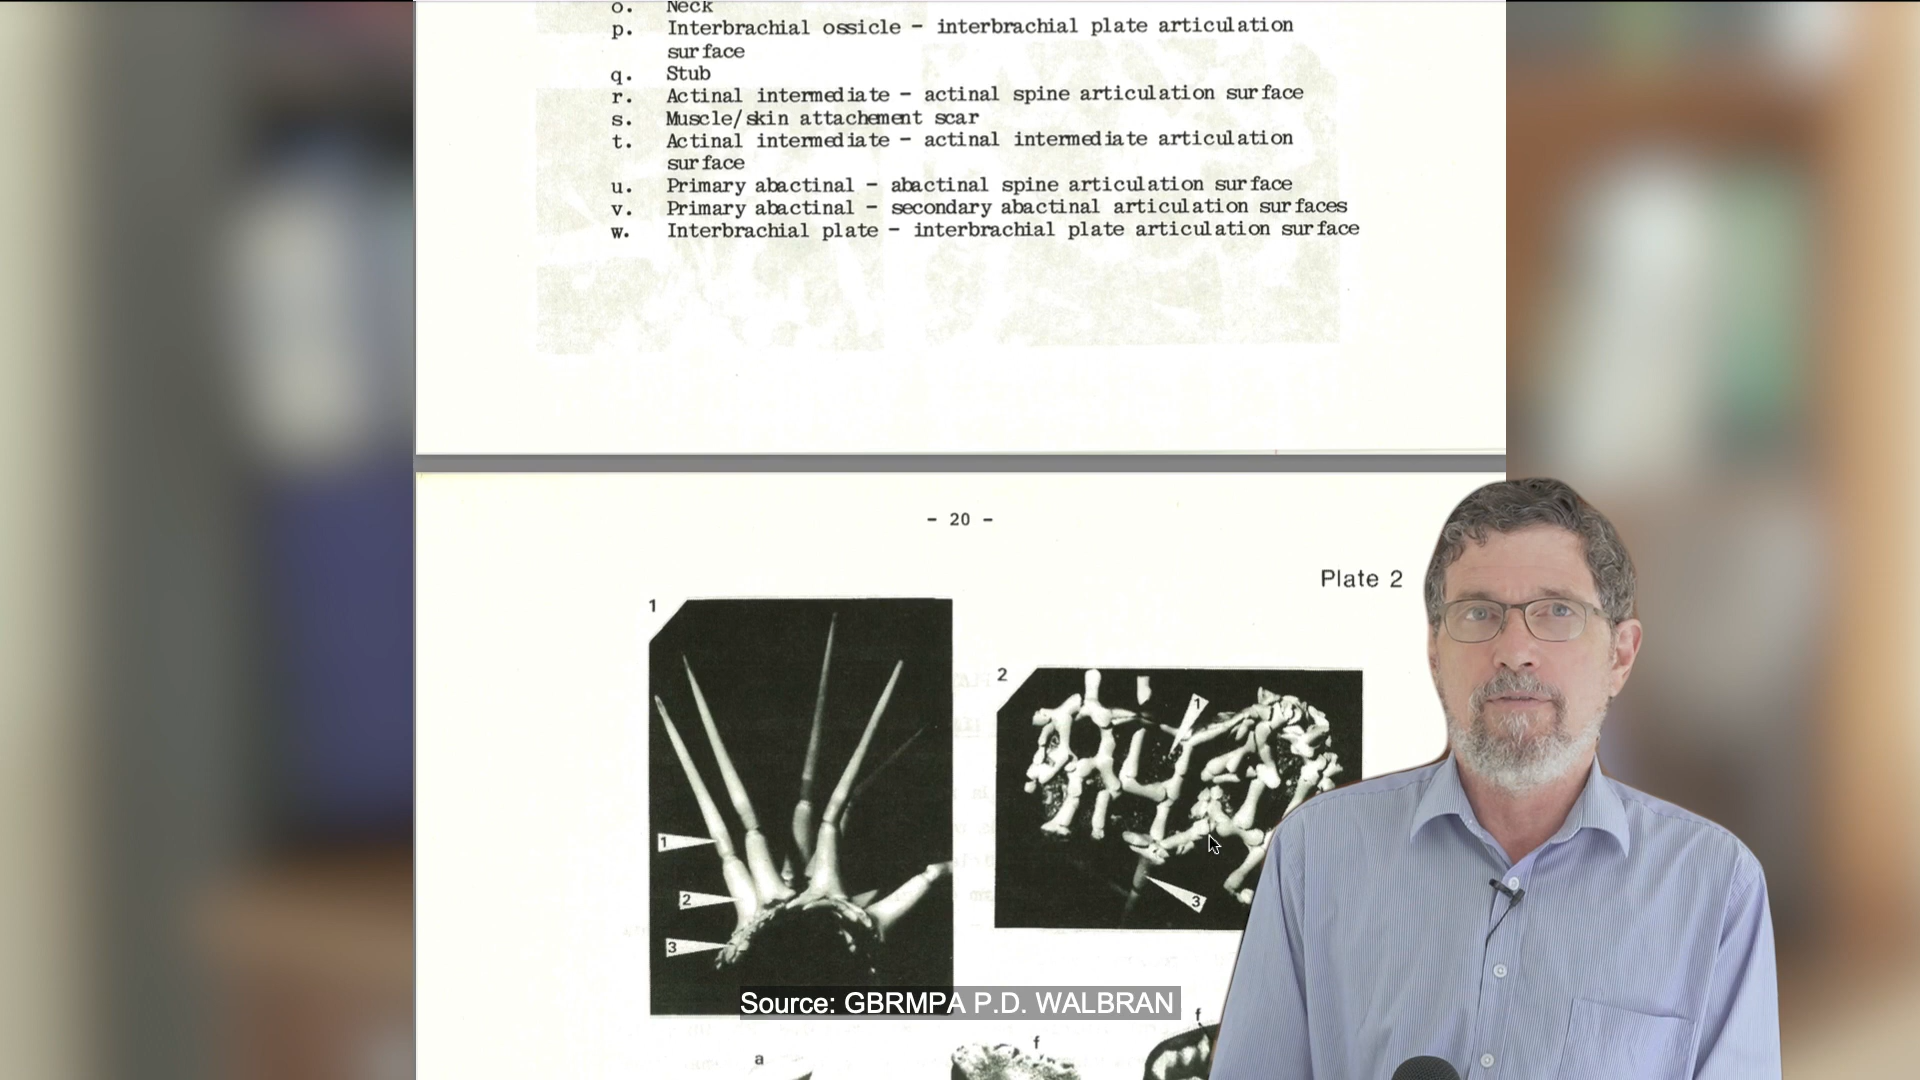 o. Neck
p. Interbrachial ossicle - interbrachial plate articulation
surface
q. Stub
r. Actinal intermediate - actinal spine articulation surface
s. Muscle/skin attachement scar
t. Actinal intermediate - actinal intermediate articulation
surface
u. Primary abactinal - abactinal spine articulation surface
v. Primary abactinal - secondary abactinal articulation surfaces
w. Interbrachial plate - interbrachial plate articulation surface
- 20 -
Plate 2
1
2
1
1
2
3
3
Source: GBRMPA P.D. WALBRAN
f
f
a